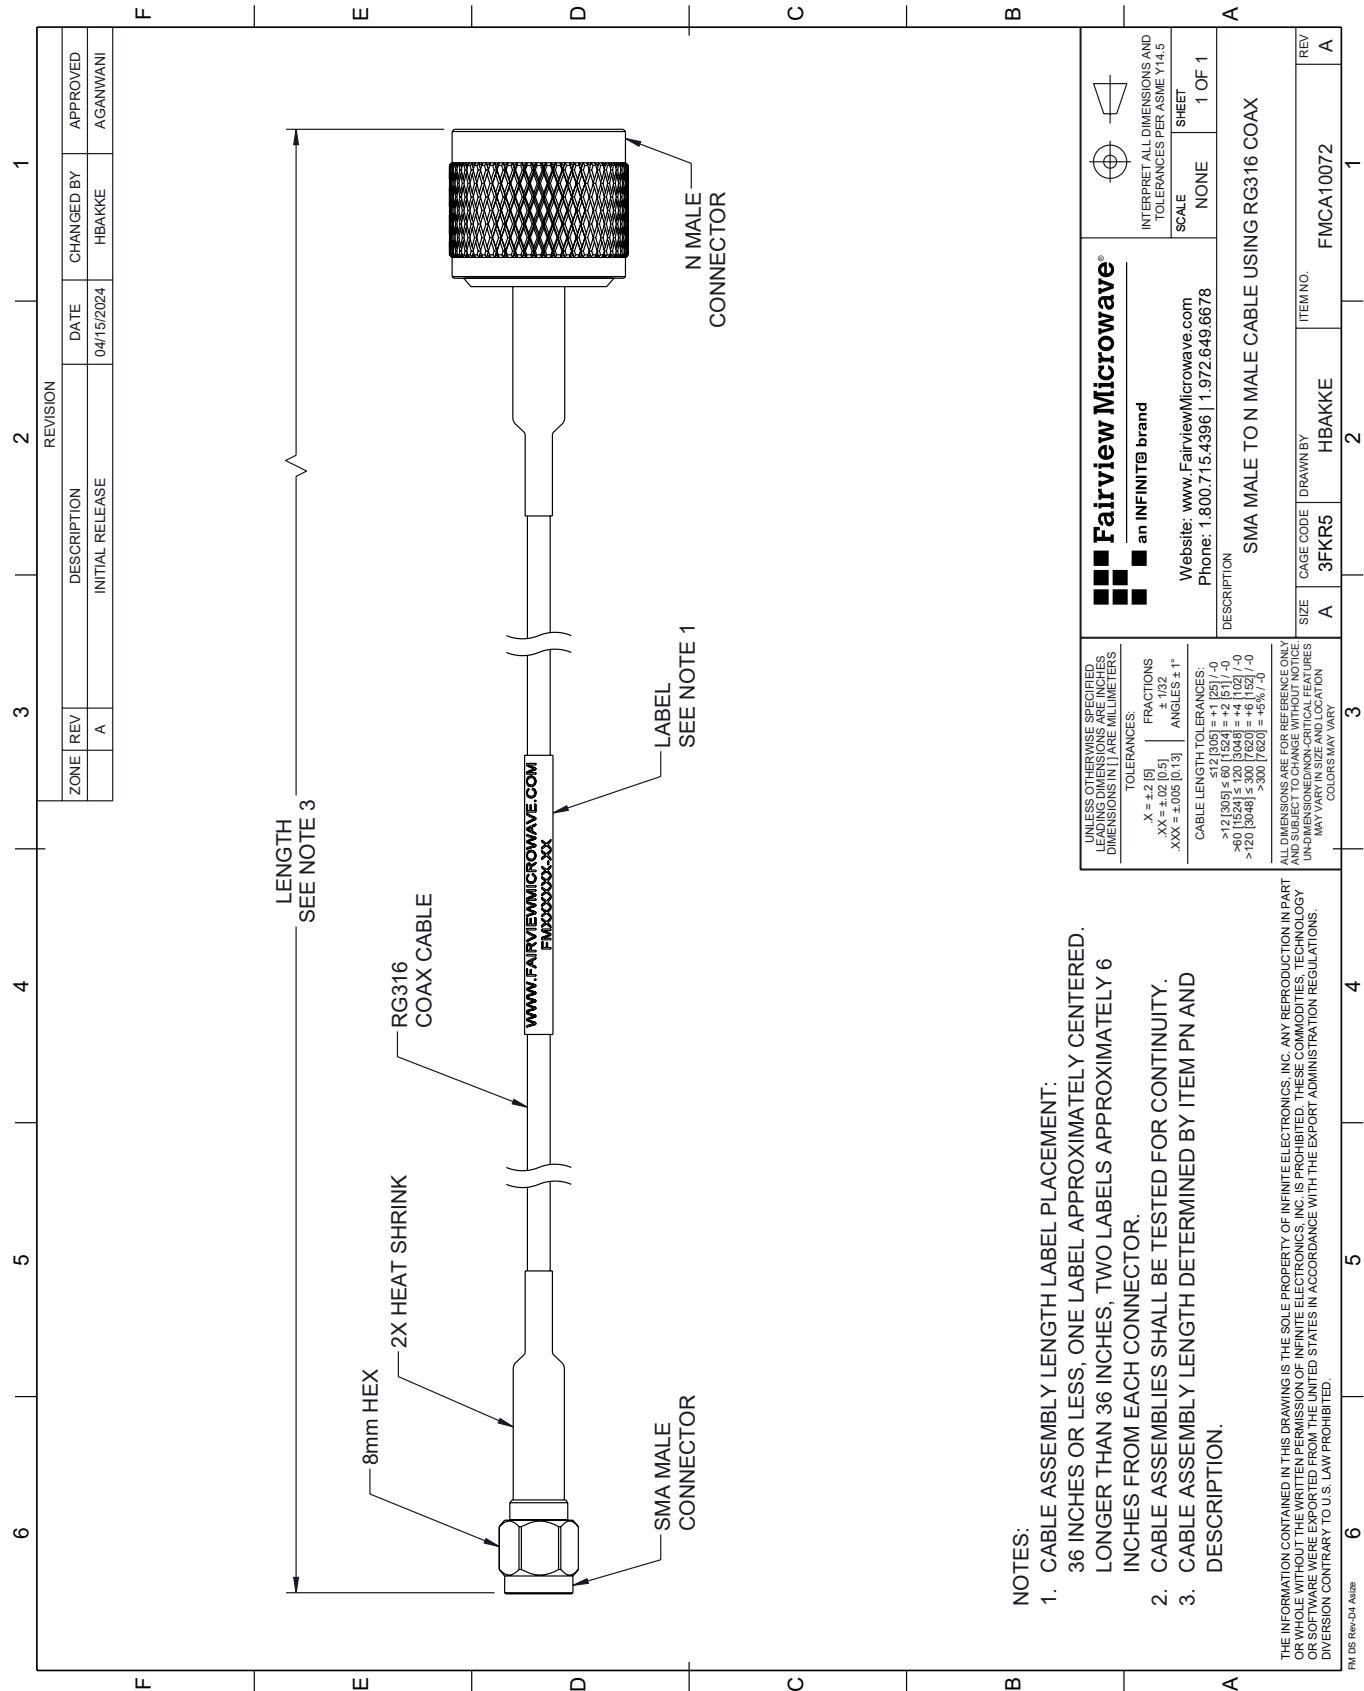 6 5 4 3 2 1
F
E
D
C
B
A
REVISION
ZONE REV DESCRIPTION DATE CHANGED BY APPROVED
A INITIAL RELEASE 04/15/2024 HBAKKE AGANWANI
LENGTH
SEE NOTE 3
8mm HEX
2X HEAT SHRINK
RG316
COAX CABLE
WWW.FAIRVIEWMICROWAVE.COM
FMXXXXXX-XX
SMA MALE
CONNECTOR
LABEL
SEE NOTE 1
N MALE
CONNECTOR
NOTES:
1. CABLE ASSEMBLY LENGTH LABEL PLACEMENT:
36 INCHES OR LESS, ONE LABEL APPROXIMATELY CENTERED.
LONGER THAN 36 INCHES, TWO LABELS APPROXIMATELY 6
INCHES FROM EACH CONNECTOR.
2. CABLE ASSEMBLIES SHALL BE TESTED FOR CONTINUITY.
3. CABLE ASSEMBLY LENGTH DETERMINED BY ITEM PN AND
DESCRIPTION.
THE INFORMATION CONTAINED IN THIS DRAWING IS THE SOLE PROPERTY OF INFINITE ELECTRONICS, INC. ANY REPRODUCTION IN PART
OR WHOLE WITHOUT THE WRITTEN PERMISSION OF INFINITE ELECTRONICS, INC. IS PROHIBITED. THESE COMMODITIES, TECHNOLOGY
OR SOFTWARE WERE EXPORTED FROM THE UNITED STATES IN ACCORDANCE WITH THE EXPORT ADMINISTRATION REGULATIONS.
DIVERSION CONTRARY TO U.S. LAW PROHIBITED.
UNLESS OTHERWISE SPECIFIED
LEADING DIMENSIONS ARE INCHES
DIMENSIONS IN [ ] ARE MILLIMETERS
TOLERANCES:
.X = ±.2 [5] FRACTIONS
.XX = ±.02 [0.5] ± 1/32
.XXX = ±.005 [0.13] ANGLES ± 1°
CABLE LENGTH TOLERANCES:
≤12 [305] = +1 [25] / -0
>12 [305] ≤ 60 [1524] = +2 [51] / -0
>60 [1524] ≤ 120 [3048] = +4 [102] / -0
>120 [3048] ≤ 300 [7620] = +6 [152] / -0
>300 [7620] = +5% / -0
ALL DIMENSIONS ARE FOR REFERENCE ONLY
AND SUBJECT TO CHANGE WITHOUT NOTICE.
UN-DIMENSIONED/NON-CRITICAL FEATURES
MAY VARY IN SIZE AND LOCATION
COLORS MAY VARY
Fairview Microwave®
an INFINIT⊜ brand
Website: www.FairviewMicrowave.com
Phone: 1.800.715.4396 | 1.972.649.6678
INTERPRET ALL DIMENSIONS AND
TOLERANCES PER ASME Y14.5
SCALE SHEET
NONE 1 OF 1
DESCRIPTION
SMA MALE TO N MALE CABLE USING RG316 COAX
SIZE CAGE CODE DRAWN BY ITEM NO. REV
A 3FKR5 HBAKKE FMCA10072 A
F
E
D
C
B
A
6 5 4 3 2 1
FM DS Rev-D4 Asize